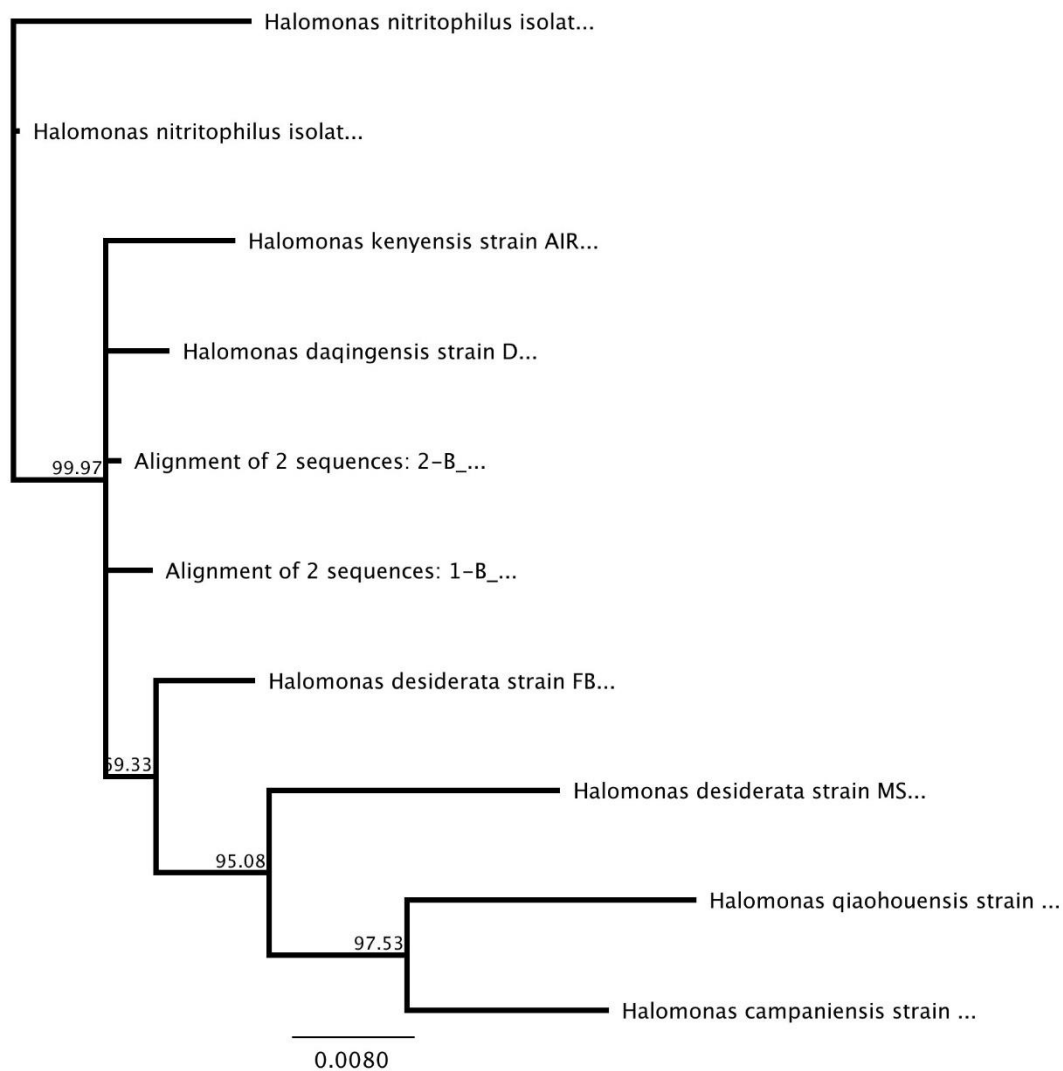 Halomonas nitritophilus isolat...
Halomonas nitritophilus isolat...
Halomonas kenyensis strain AIR...
Halomonas daqingensis strain D...
Alignment of 2 sequences: 2-B_...
99.97
Alignment of 2 sequences: 1-B_...
Halomonas desiderata strain FB...
Halomonas desiderata strain MS...
95.08
Halomonas qiaohouensis strain ...
97.53
Halomonas campaniensis strain ...
0.0080